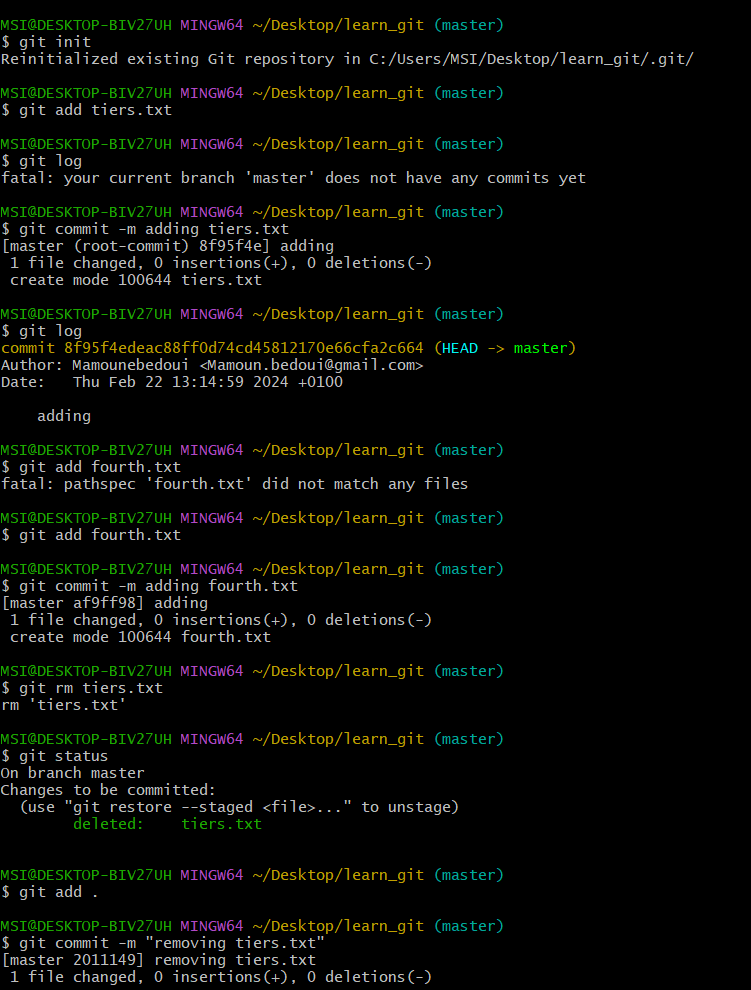 MSI@DESKTOP-BIV27UH MINGW64 ~/Desktop/learn_git (master)
$ git init
Reinitialized existing Git repository in C:/Users/MSI/Desktop/learn_git/.git/
MSI@DESKTOP-BIV27UH MINGW64 ~/Desktop/learn_git (master)
$ git add tiers.txt
MSI@DESKTOP-BIV27UH MINGW64 ~/Desktop/learn_git (master)
$ git log
fatal: your current branch 'master' does not have any commits yet
MSI@DESKTOP-BIV27UH MINGW64 ~/Desktop/learn_git (master)
$ git commit -m adding tiers.txt
[master (root-commit) 8f95f4e] adding
 1 file changed, 0 insertions(+), 0 deletions(-)
 create mode 100644 tiers.txt
MSI@DESKTOP-BIV27UH MINGW64 ~/Desktop/learn_git (master)
$ git log
commit 8f95f4edeac88ff0d74cd45812170e66cfa2c664 (HEAD -> master)
Author: Mamounebedoui <Mamoun.bedoui@gmail.com>
Date:   Thu Feb 22 13:14:59 2024 +0100
    adding
MSI@DESKTOP-BIV27UH MINGW64 ~/Desktop/learn_git (master)
$ git add fourth.txt
fatal: pathspec 'fourth.txt' did not match any files
MSI@DESKTOP-BIV27UH MINGW64 ~/Desktop/learn_git (master)
$ git add fourth.txt
MSI@DESKTOP-BIV27UH MINGW64 ~/Desktop/learn_git (master)
$ git commit -m adding fourth.txt
[master af9ff98] adding
 1 file changed, 0 insertions(+), 0 deletions(-)
 create mode 100644 fourth.txt
MSI@DESKTOP-BIV27UH MINGW64 ~/Desktop/learn_git (master)
$ git rm tiers.txt
rm 'tiers.txt'
MSI@DESKTOP-BIV27UH MINGW64 ~/Desktop/learn_git (master)
$ git status
On branch master
Changes to be committed:
  (use "git restore --staged <file>..." to unstage)
        deleted:    tiers.txt
MSI@DESKTOP-BIV27UH MINGW64 ~/Desktop/learn_git (master)
$ git add .
MSI@DESKTOP-BIV27UH MINGW64 ~/Desktop/learn_git (master)
$ git commit -m "removing tiers.txt"
[master 2011149] removing tiers.txt
 1 file changed, 0 insertions(+), 0 deletions(-)